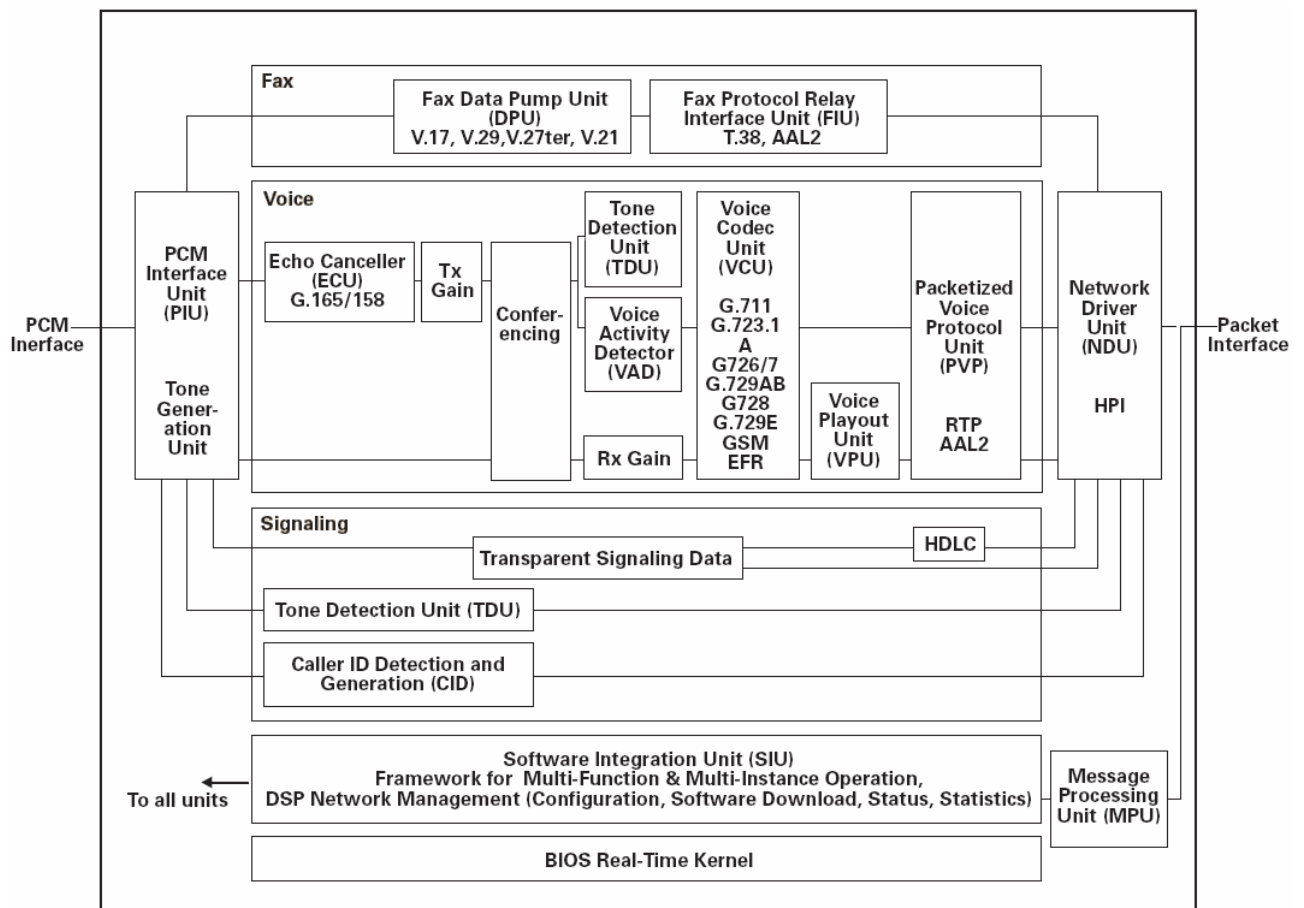 Fax
Fax Data Pump Unit
(DPU)
V.17, V.29,V.27ter, V.21
Fax Protocol Relay
Interface Unit (FIU)
T.38, AAL2
Voice
PCM
Interface
Unit
(PIU)
Tone
Gener-
ation
Unit
PCM
Inerface
Echo Canceller
(ECU)
G.165/158
Tx
Gain
Confer-
encing
Tone
Detection
Unit
(TDU)
Voice
Activity
Detector
(VAD)
Rx Gain
Voice
Codec
Unit
(VCU)
G.711
G.723.1
A
G726/7
G.729AB
G728
G.729E
GSM
EFR
Voice
Playout
Unit
(VPU)
Packetized
Voice
Protocol
Unit
(PVP)
RTP
AAL2
Network
Driver
Unit
(NDU)
HPI
Packet
Interface
Signaling
Transparent Signaling Data
HDLC
Tone Detection Unit (TDU)
Caller ID Detection and
Generation (CID)
Software Integration Unit (SIU)
Framework for Multi-Function & Multi-Instance Operation,
DSP Network Management (Configuration, Software Download, Status, Statistics)
To all units
Message
Processing
Unit (MPU)
BIOS Real-Time Kernel